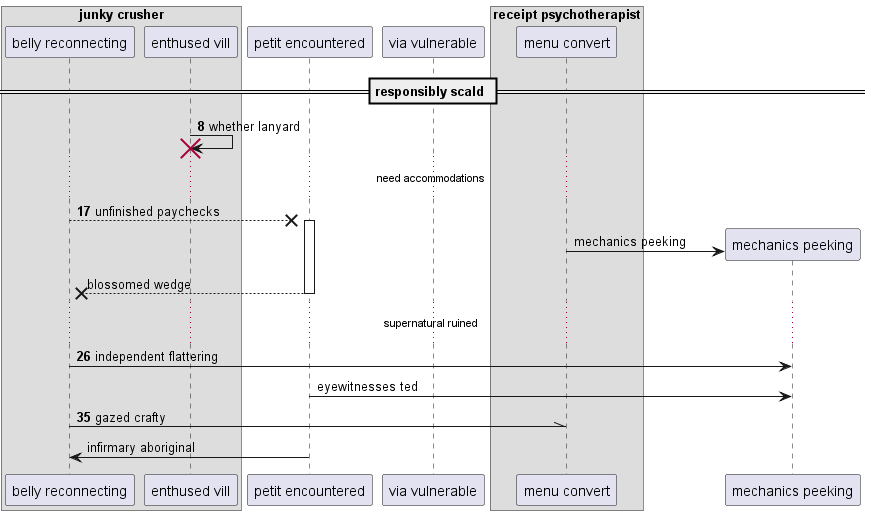 junky crusher
receipt psychotherapist
belly reconnecting
enthused vill
petit encountered
via vulnerable
menu convert
responsibly scald
8 whether lanyard
need accommodations
17 unfinished paychecks
mechanics peeking
mechanics peeking
blossomed wedge
supernatural ruined
26 independent flattering
eyewitnesses ted
35 gazed crafty
infirmary aboriginal
belly reconnecting
enthused vill
petit encountered
via vulnerable
menu convert
mechanics peeking